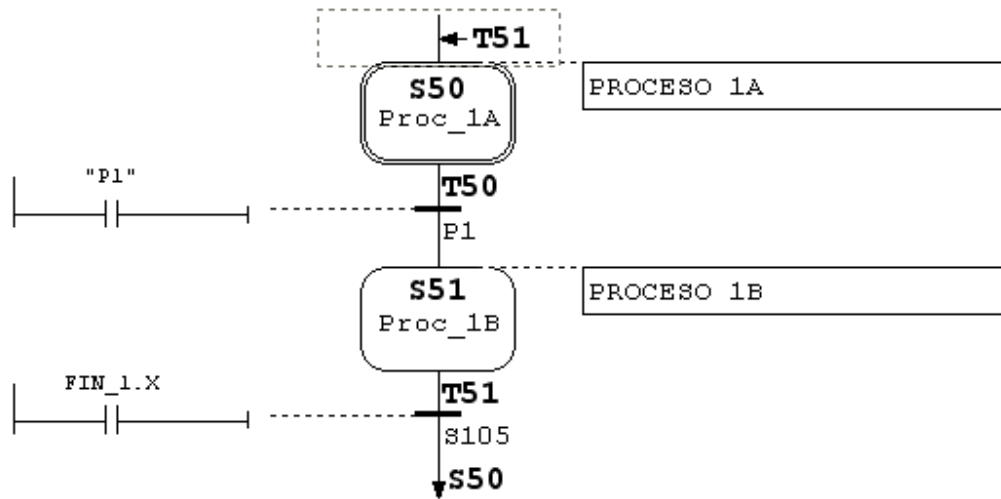 T51
S50
Proc_1A
PROCESO 1A
"P1"
T50
P1
S51
Proc_1B
PROCESO 1B
FIN_1.X
T51
S105
S50